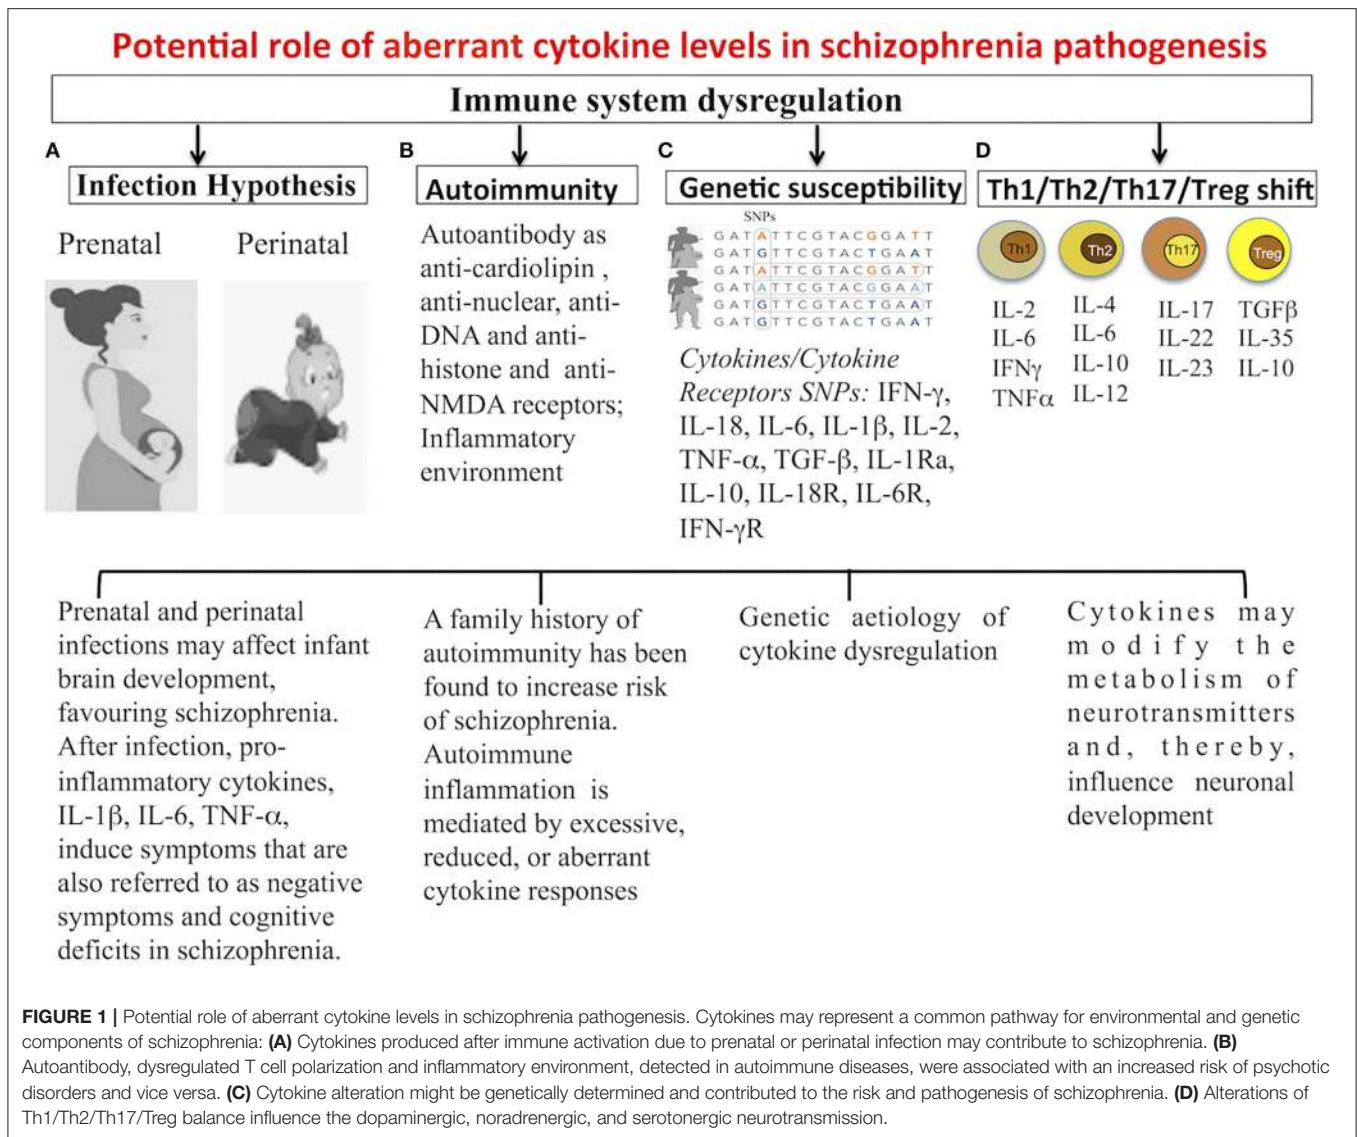 Potential role of aberrant cytokine levels in schizophrenia pathogenesis
Immune system dysregulation
A
Infection Hypothesis
Prenatal Perinatal
B
Autoimmunity
Autoantibody as
anti-cardiolipin ,
anti-nuclear, anti-
DNA and anti-
histone and anti-
NMDA receptors;
Inflammatory
environment
C
Genetic susceptibility
SNPs
GATATTCGTACGGATT
GATGTTCGTACTGAAT
GATATTCGTACGGATT
GATATTCGTACGGAAT
GATGTTCGTACTGAAT
GATGTTCGTACTGAAT
Cytokines/Cytokine
Receptors SNPs: IFN-γ,
IL-18, IL-6, IL-1β, IL-2,
TNF-α, TGF-β, IL-1Ra,
IL-10, IL-18R, IL-6R,
IFN-γR
D
Th1/Th2/Th17/Treg shift
Th1 Th2 Th17 Treg
IL-2 IL-4 IL-17 TGFβ
IL-6 IL-6 IL-22 IL-35
IFNγ IL-10 IL-23 IL-10
TNFα IL-12
Prenatal and perinatal
infections may affect infant
brain development,
favouring schizophrenia.
After infection, pro-
inflammatory cytokines,
IL-1β, IL-6, TNF-α,
induce symptoms that are
also referred to as negative
symptoms and cognitive
deficits in schizophrenia.
A family history of
autoimmunity has been
found to increase risk
of schizophrenia.
Autoimmune
inflammation is
mediated by excessive,
reduced, or aberrant
cytokine responses
Genetic aetiology of
cytokine dysregulation
Cytokines may
modify the
metabolism of
neurotransmitters
and, thereby,
influence neuronal
development
FIGURE 1 | Potential role of aberrant cytokine levels in schizophrenia pathogenesis. Cytokines may represent a common pathway for environmental and genetic
components of schizophrenia: (A) Cytokines produced after immune activation due to prenatal or perinatal infection may contribute to schizophrenia. (B)
Autoantibody, dysregulated T cell polarization and inflammatory environment, detected in autoimmune diseases, were associated with an increased risk of psychotic
disorders and vice versa. (C) Cytokine alteration might be genetically determined and contributed to the risk and pathogenesis of schizophrenia. (D) Alterations of
Th1/Th2/Th17/Treg balance influence the dopaminergic, noradrenergic, and serotonergic neurotransmission.